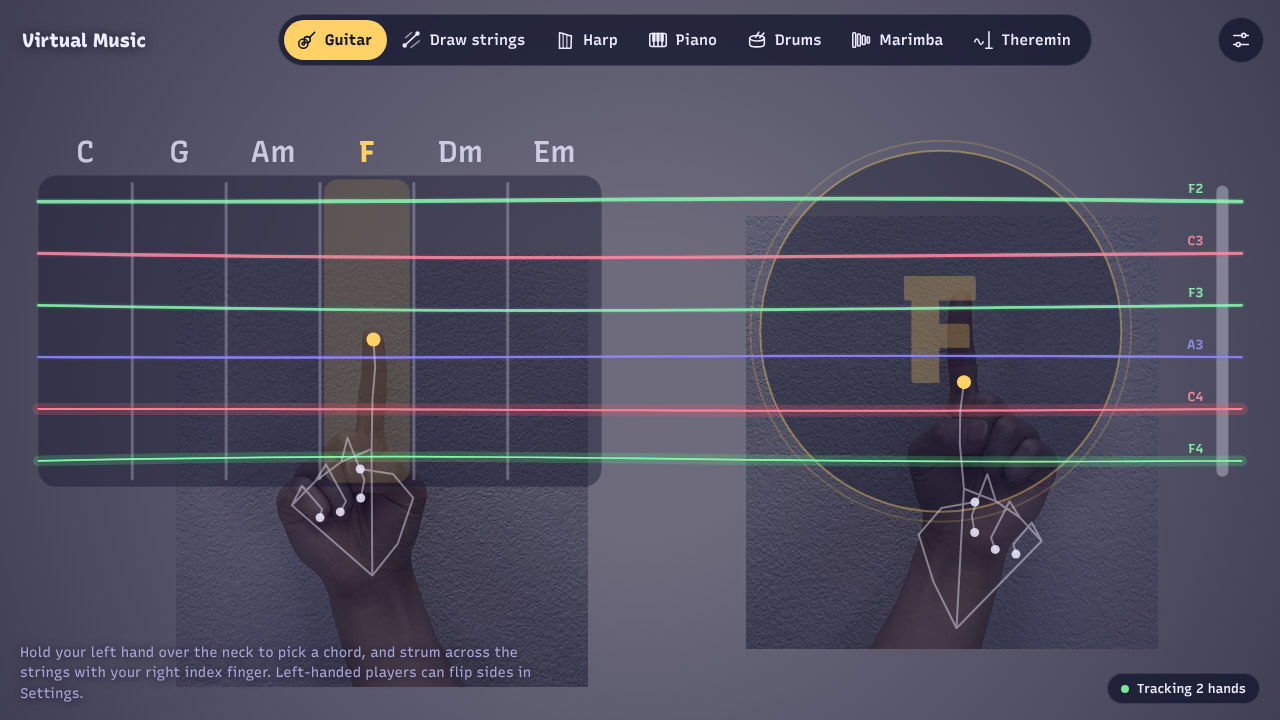 Virtual Music
Guitar
Draw strings
Harp
Piano
Drums
Marimba
Theremin
C G Am F Dm Em
F2
C3
F3
A3
C4
F4
F
Hold your left hand over the neck to pick a chord, and strum across the
strings with your right index finger. Left-handed players can flip sides in
Settings.
Tracking 2 hands